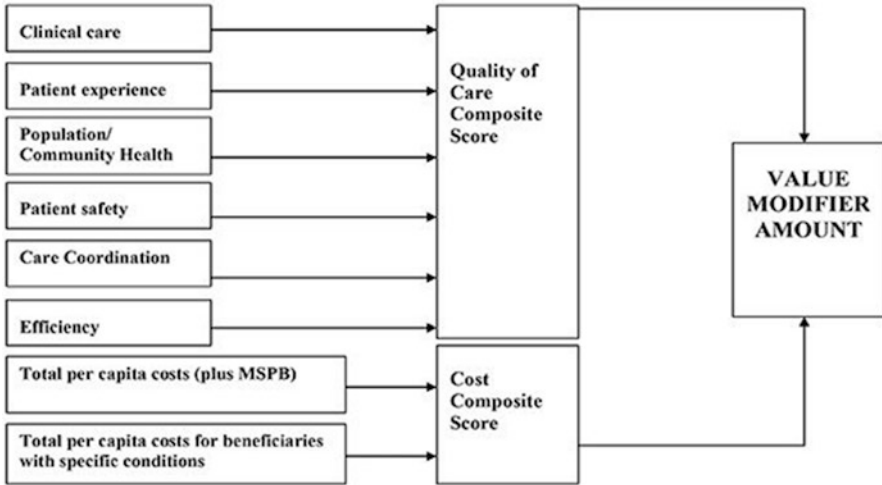 Clinical care
Patient experience
Population/
Community Health
Patient safety
Care Coordination
Efficiency
Total per capita costs (plus MSPB)
Total per capita costs for beneficiaries
with specific conditions
Quality of
Care
Composite
Score
Cost
Composite
Score
VALUE
MODIFIER
AMOUNT